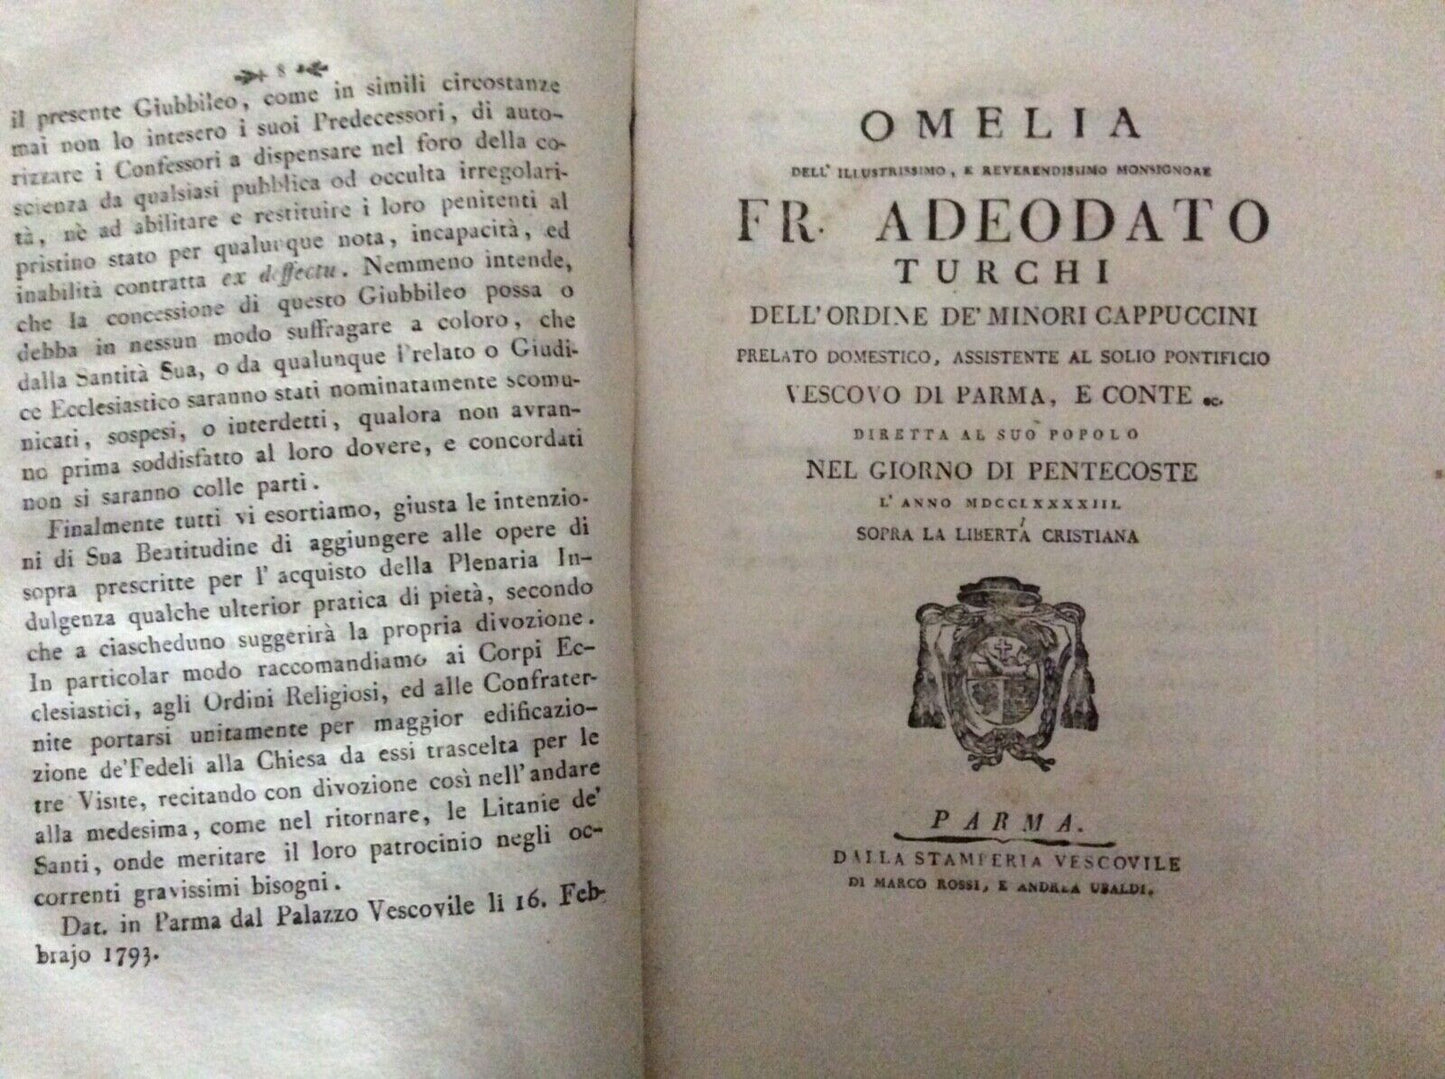 8
il presente Giubbileo, come in simili circostanze
mai non lo intesero i suoi Predecessori, di auto-
rizzare i Confessori a dispensare nel foro della co-
scienza da qualsiasi pubblica od occulta irregolari-
tà, nè ad abilitare e restituire i loro penitenti al
pristino stato per qualunque nota, incapacità, ed
inabilità contratta ex deffectu. Nemmeno intende,
che la concessione di questo Giubbileo possa o
debba in nessun modo suffragare a coloro, che
dalla Santità Sua, o da qualunque Prelato o Giudi-
ce Ecclesiastico saranno stati nominatamente scomu-
nicati, sospesi, o interdetti, qualora non avran-
no prima soddisfatto al loro dovere, e concordati
non si saranno colle parti.
Finalmente tutti vi esortiamo, giusta le intenzio-
ni di Sua Beatitudine di aggiungere alle opere di
sopra prescritte per l' acquisto della Plenaria In-
dulgenza qualche ulterior pratica di pietà, secondo
che a ciascheduno suggerirà la propria divozione.
In particolar modo raccomandiamo ai Corpi Ec-
clesiastici, agli Ordini Religiosi, ed alle Confrater-
nite portarsi unitamente per maggior edificazio-
zione de' Fedeli alla Chiesa da essi trascelta per le
tre Visite, recitando con divozione così nell' andare
alla medesima, come nel ritornare, le Litanie de'
Santi, onde meritare il loro patrocinio negli oc-
correnti gravissimi bisogni.
Dat. in Parma dal Palazzo Vescovile li 16. Feb-
brajo 1793.
OMELIA
DELL' ILLUSTRISSIMO, E REVERENDISSIMO MONSIGNORE
FR. ADEODATO
TURCHI
DELL'ORDINE DE' MINORI CAPPUCCINI
PRELATO DOMESTICO, ASSISTENTE AL SOLIO PONTIFICIO
VESCOVO DI PARMA, E CONTE ec.
DIRETTA AL SUO POPOLO
NEL GIORNO DI PENTECOSTE
L' ANNO MDCCLXXXXIII.
SOPRA LA LIBERTÀ CRISTIANA
PARMA.
DALLA STAMPERIA VESCOVILE
DI MARCO ROSSI, E ANDREA UBALDI.